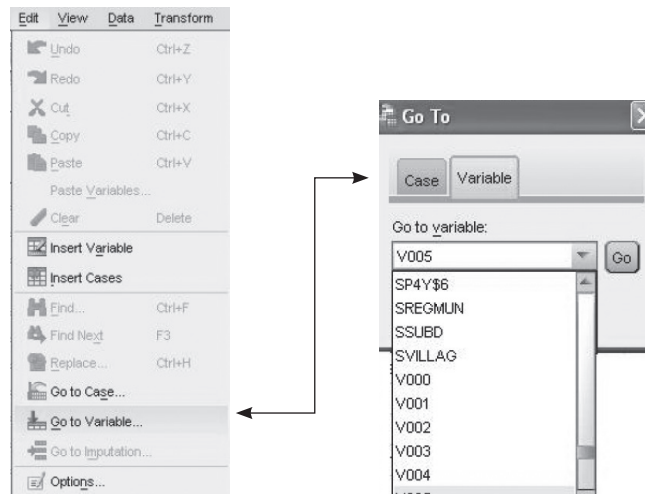 Edit View Data Transform
Undo Ctrl+Z
Redo Ctrl+Y
Cut Ctrl+X
Copy Ctrl+C
Paste Ctrl+V
Paste Variables...
Clear Delete
Insert Variable
Insert Cases
Find... Ctrl+F
Find Next F3
Replace... Ctrl+H
Go to Case...
Go to Variable...
Go to Imputation...
Options...
Go To
Case Variable
Go to variable:
V005 Go
SP4Y$6
SREGMUN
SSUBD
SVILLAG
V000
V001
V002
V003
V004